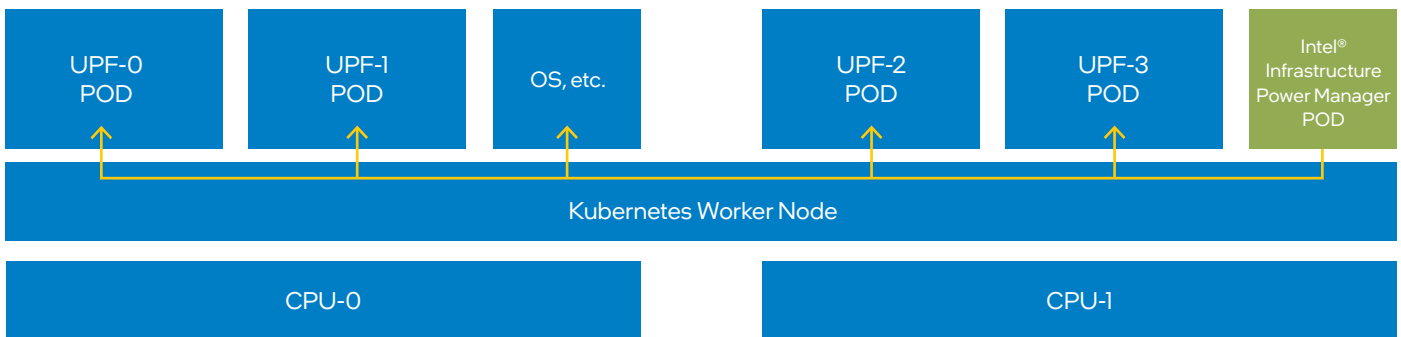 UPF-0
POD
UPF-1
POD
OS, etc.
UPF-2
POD
UPF-3
POD
Intel®
Infrastructure
Power Manager
POD
Kubernetes Worker Node
CPU-0
CPU-1